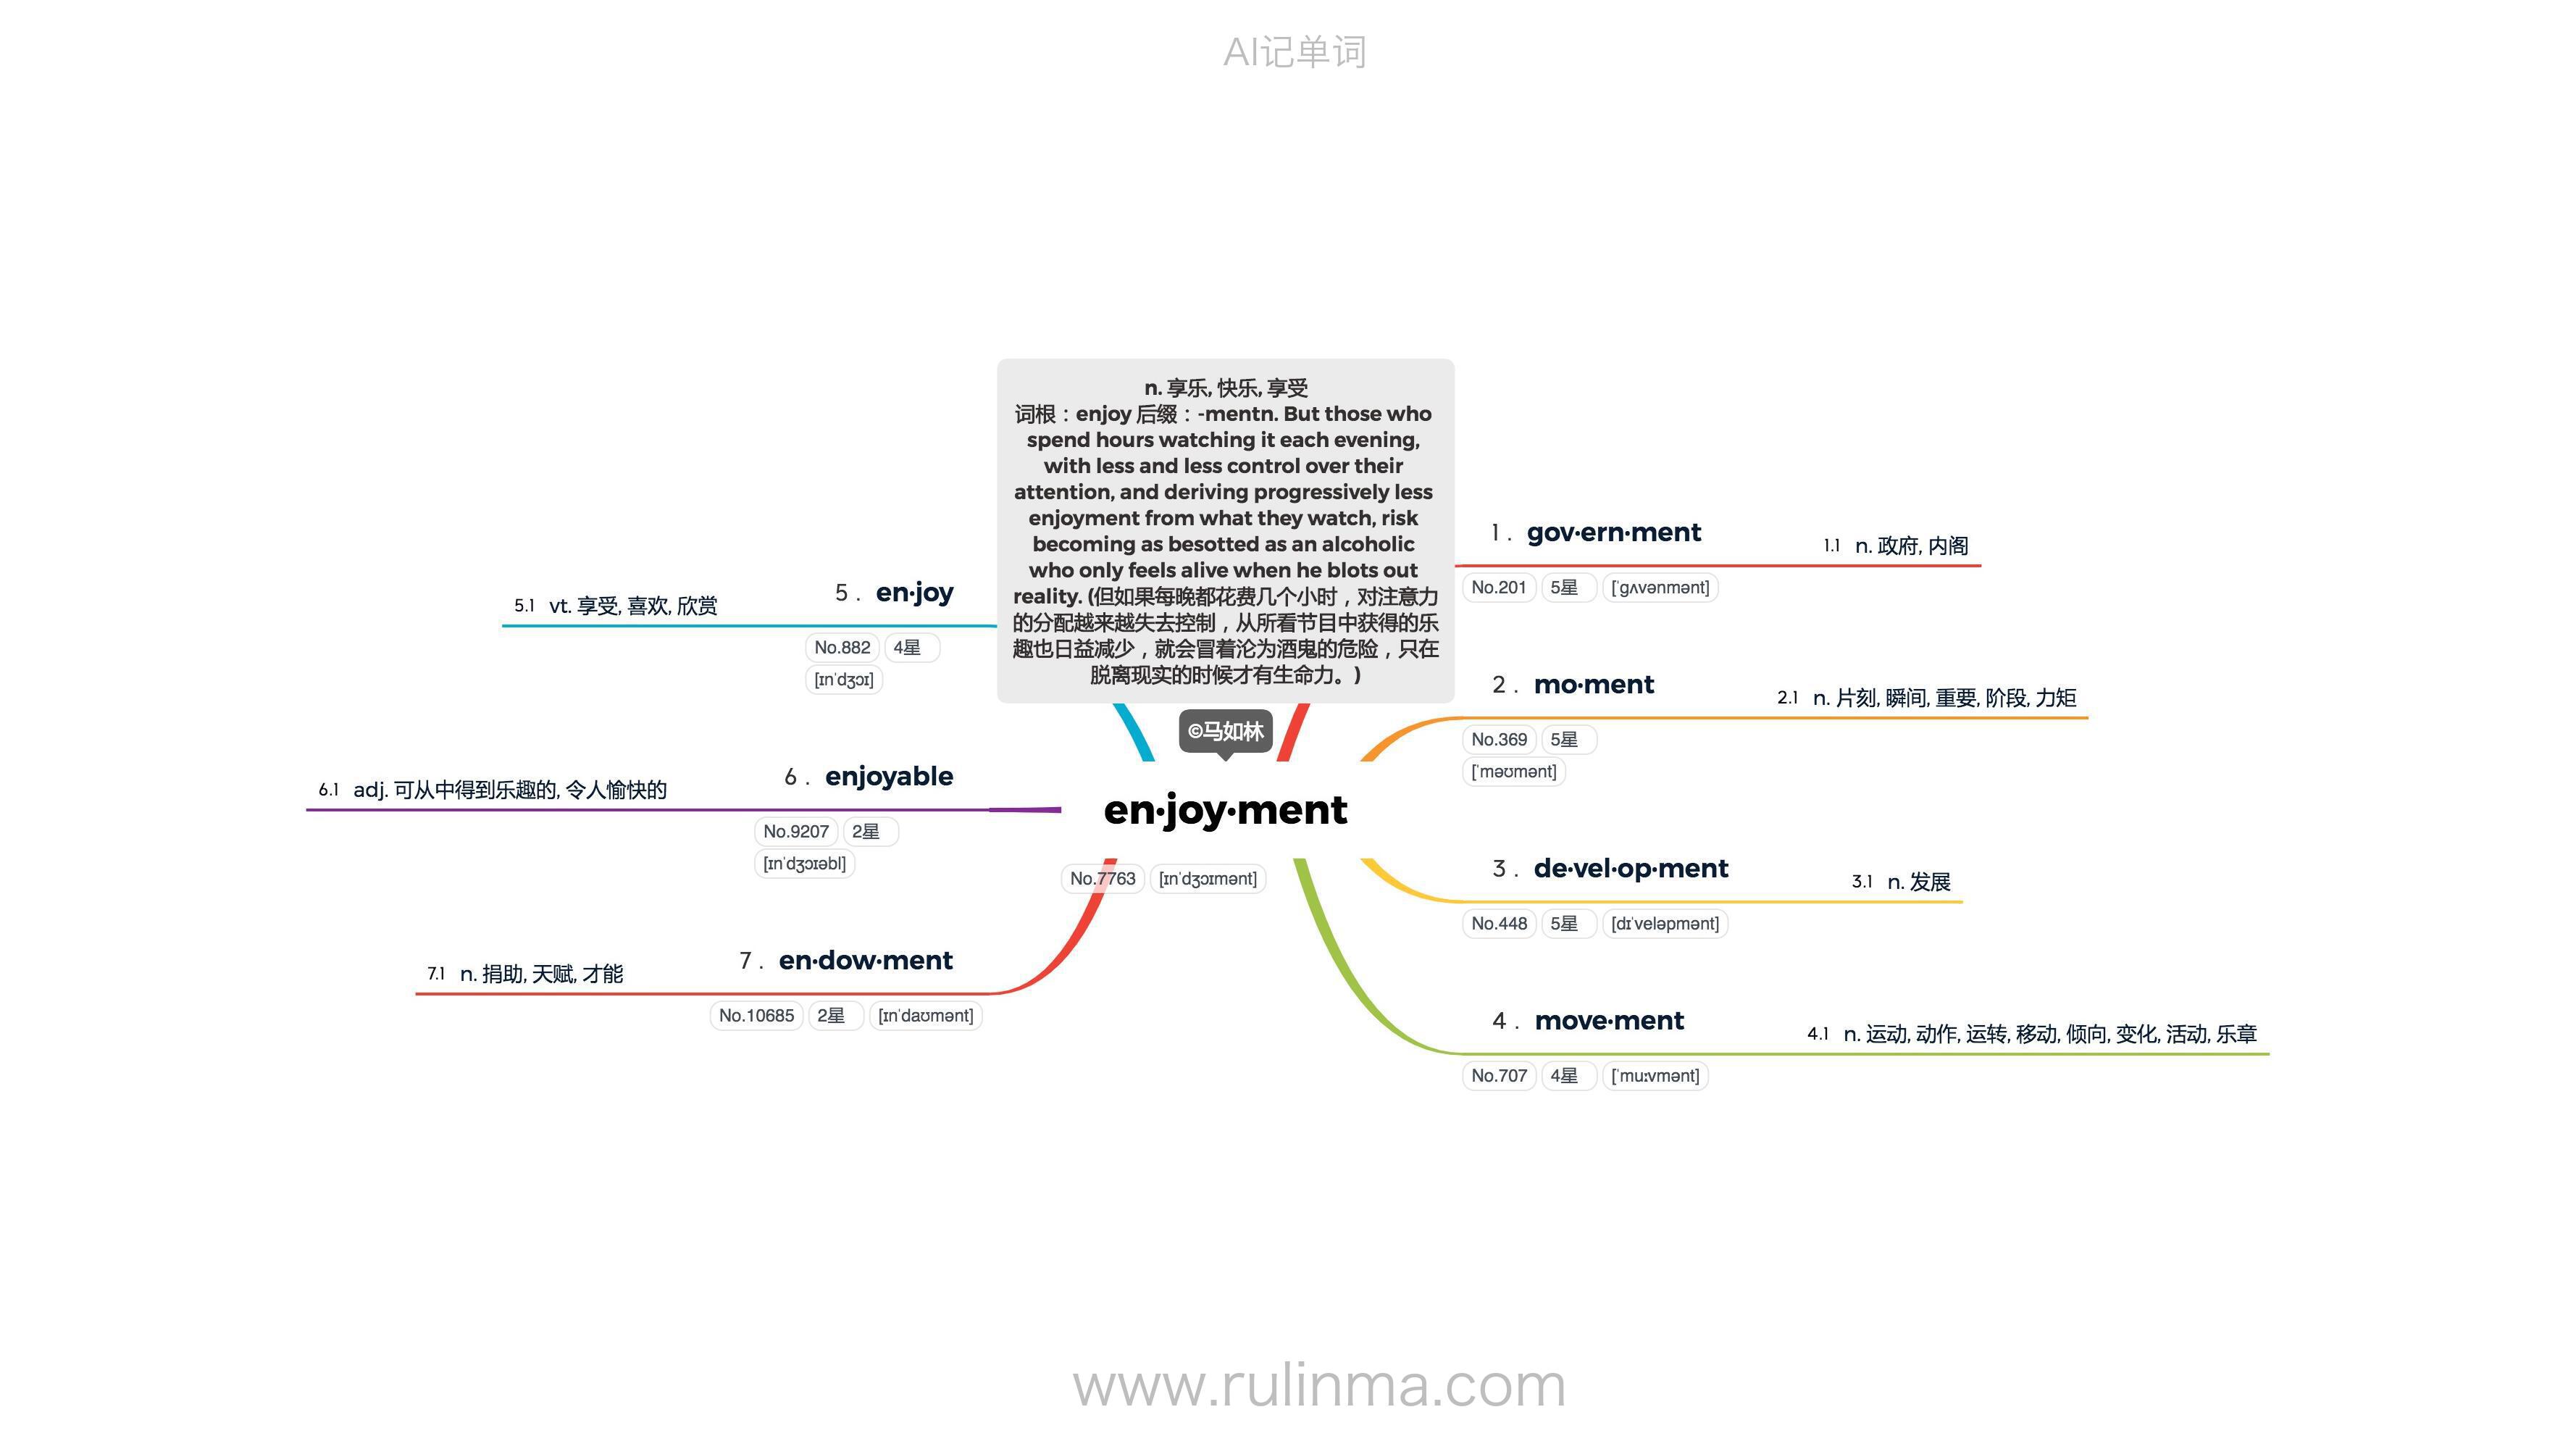 AI记单词
n. 享乐, 快乐, 享受
词根：enjoy 后缀：-mentn. But those who
spend hours watching it each evening,
with less and less control over their
attention, and deriving progressively less
enjoyment from what they watch, risk
becoming as besotted as an alcoholic
who only feels alive when he blots out
reality. (但如果每晚都花费几个小时，对注意力
的分配越来越失去控制，从所看节目中获得的乐
趣也日益减少，就会冒着沦为酒鬼的危险，只在
脱离现实的时候才有生命力。)
©马如林
en·joy·ment
No.7763 [ɪnˈdʒɔɪmənt]
1. gov·ern·ment
No.201 5星 [ˈɡʌvənmənt]
1.1 n. 政府, 内阁
2. mo·ment
No.369 5星
[ˈməʊmənt]
2.1 n. 片刻, 瞬间, 重要, 阶段, 力矩
3. de·vel·op·ment
No.448 5星 [dɪˈveləpmənt]
3.1 n. 发展
4. move·ment
No.707 4星 [ˈmuːvmənt]
4.1 n. 运动, 动作, 运转, 移动, 倾向, 变化, 活动, 乐章
5. en·joy
No.882 4星
[ɪnˈdʒɔɪ]
5.1 vt. 享受, 喜欢, 欣赏
6. enjoyable
No.9207 2星
[ɪnˈdʒɔɪəbl]
6.1 adj. 可从中得到乐趣的, 令人愉快的
7. en·dow·ment
No.10685 2星 [ɪnˈdaʊmənt]
7.1 n. 捐助, 天赋, 才能
www.rulinma.com